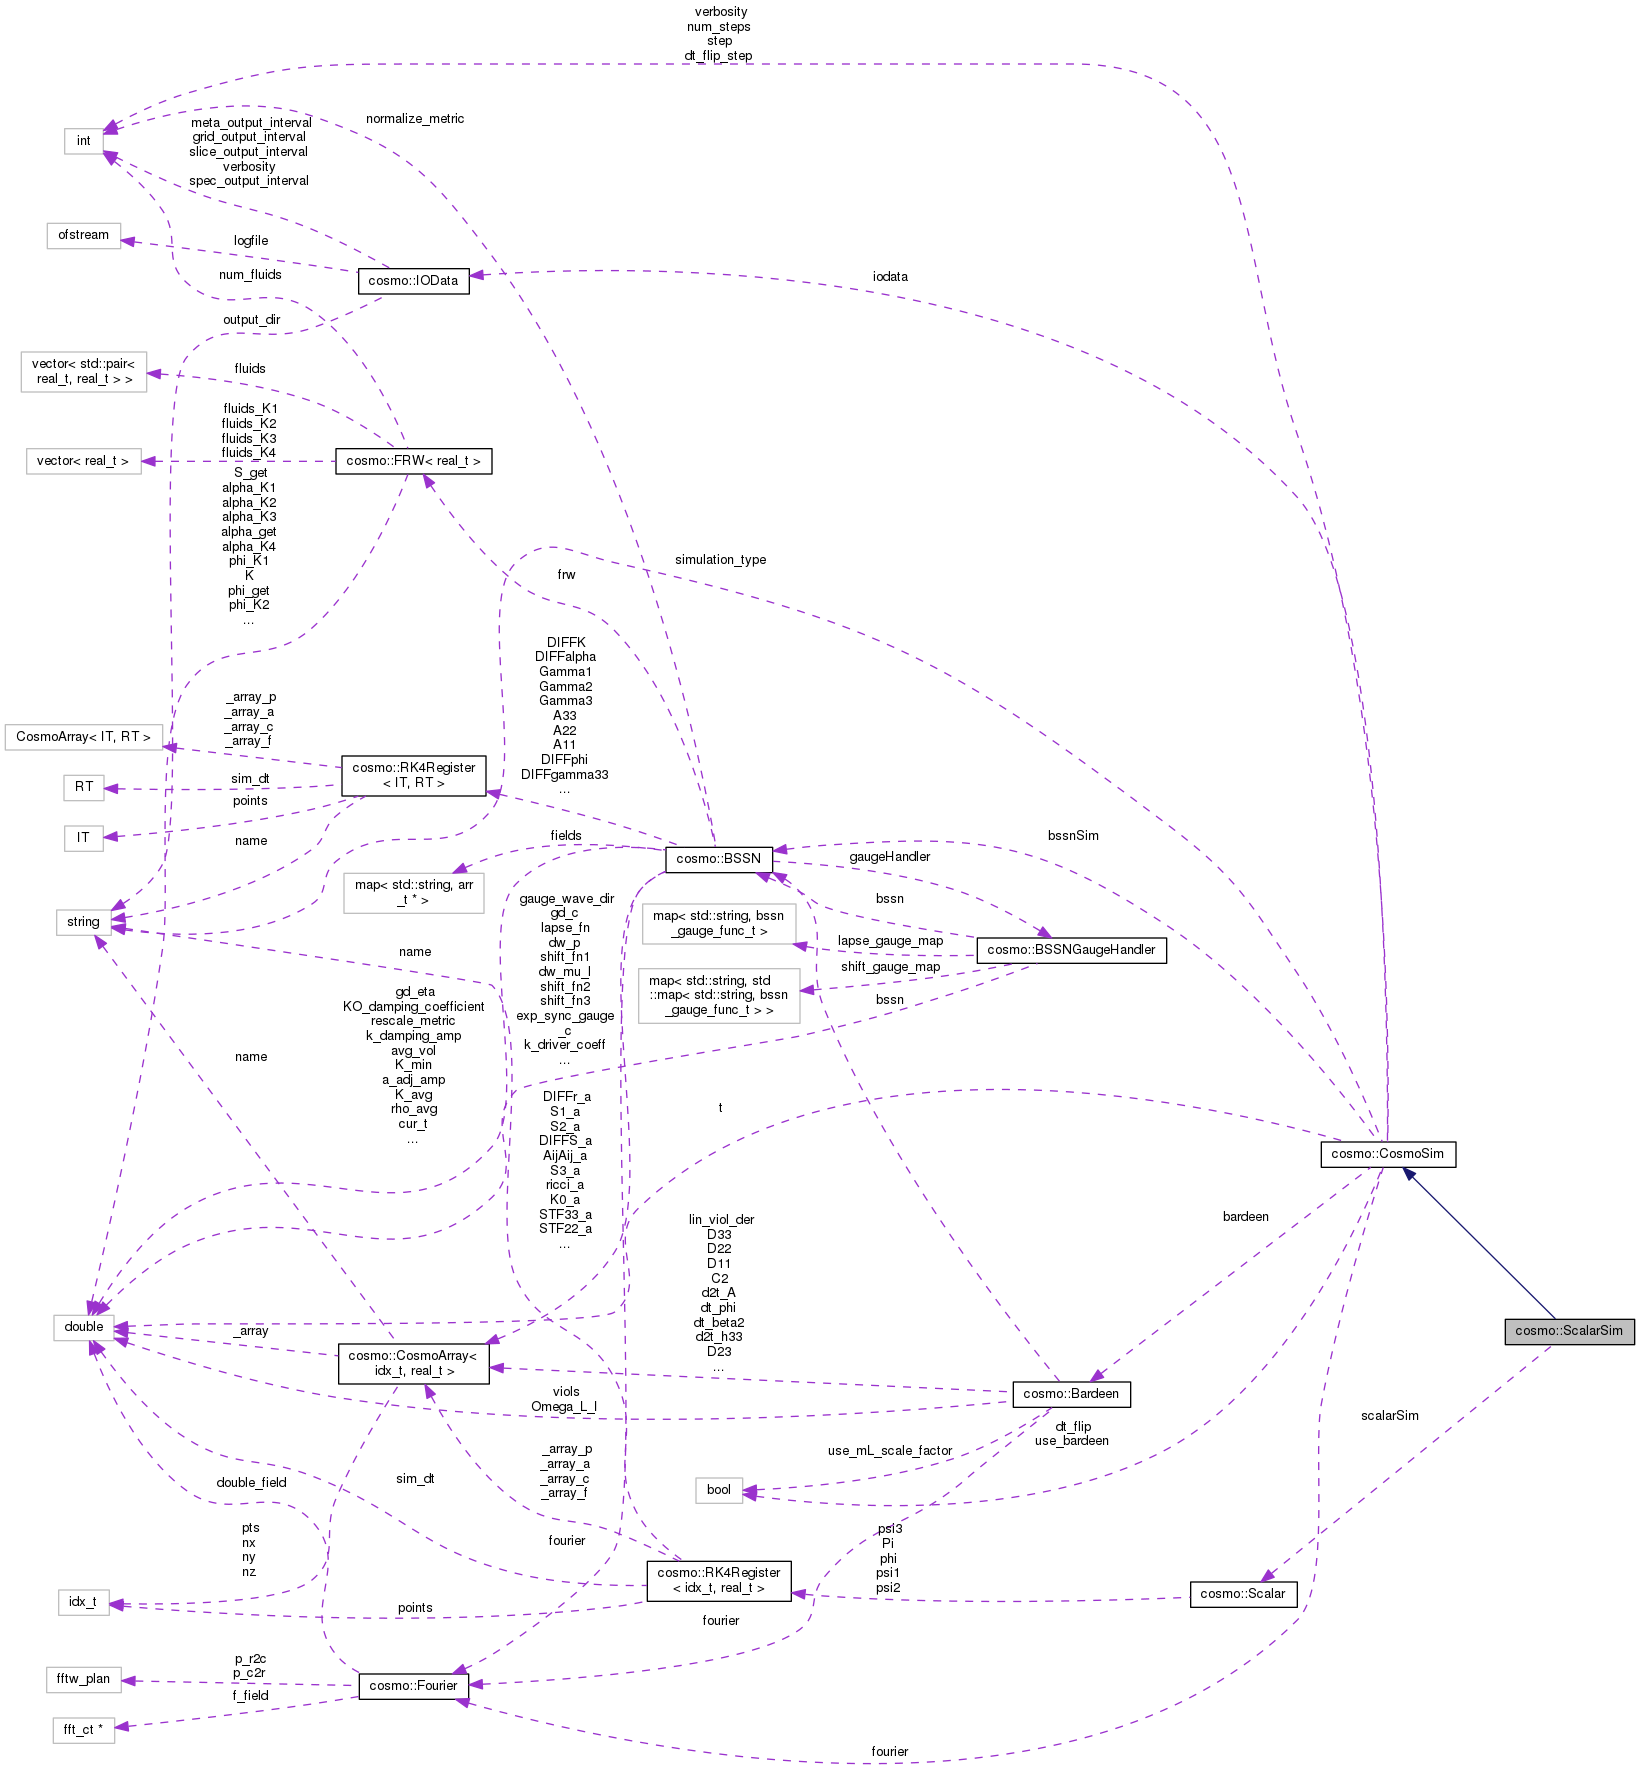 verbosity
num_steps
step
dt_flip_step
normalize_metric
meta_output_interval
grid_output_interval
slice_output_interval
verbosity
spec_output_interval
int
ofstream
logfile
num_fluids
cosmo::IOData
iodata
output_dir
vector< std::pair<
real_t, real_t > >
fluids
fluids_K1
fluids_K2
fluids_K3
fluids_K4
vector< real_t >
cosmo::FRW< real_t >
S_get
alpha_K1
alpha_K2
alpha_K3
alpha_get
alpha_K4
phi_K1
K
phi_get
phi_K2
...
simulation_type
frw
DIFFK
DIFFalpha
Gamma1
Gamma2
Gamma3
A33
A22
A11
DIFFphi
DIFFgamma33
...
_array_p
_array_a
_array_c
_array_f
CosmoArray< IT, RT >
cosmo::RK4Register
< IT, RT >
RT
sim_dt
points
IT
name
fields
cosmo::BSSN
bssnSim
gaugeHandler
map< std::string, arr
_t * >
bssn
map< std::string, bssn
_gauge_func_t >
string
name
lapse_gauge_map
cosmo::BSSNGaugeHandler
shift_gauge_map
map< std::string, std
::map< std::string, bssn
_gauge_func_t > >
bssn
gauge_wave_dir
gd_c
lapse_fn
dw_p
shift_fn1
dw_mu_l
shift_fn2
shift_fn3
exp_sync_gauge
_c
k_driver_coeff
...
gd_eta
KO_damping_coefficient
rescale_metric
k_damping_amp
avg_vol
K_min
a_adj_amp
K_avg
rho_avg
cur_t
...
name
DIFFr_a
S1_a
S2_a
DIFFS_a
AijAij_a
S3_a
ricci_a
K0_a
STF33_a
STF22_a
...
t
cosmo::CosmoSim
bardeen
lin_viol_der
D33
D22
D11
C2
d2t_A
dt_phi
dt_beta2
d2t_h33
D23
...
double
_array
cosmo::CosmoArray<
idx_t, real_t >
cosmo::ScalarSim
cosmo::Bardeen
viols
Omega_L_I
scalarSim
dt_flip
use_bardeen
use_mL_scale_factor
bool
_array_p
_array_a
_array_c
_array_f
double_field
sim_dt
pts
nx
ny
nz
fourier
psi3
Pi
phi
psi1
psi2
cosmo::RK4Register
< idx_t, real_t >
cosmo::Scalar
idx_t
points
fourier
fftw_plan
p_r2c
p_c2r
cosmo::Fourier
f_field
fft_ct *
fourier